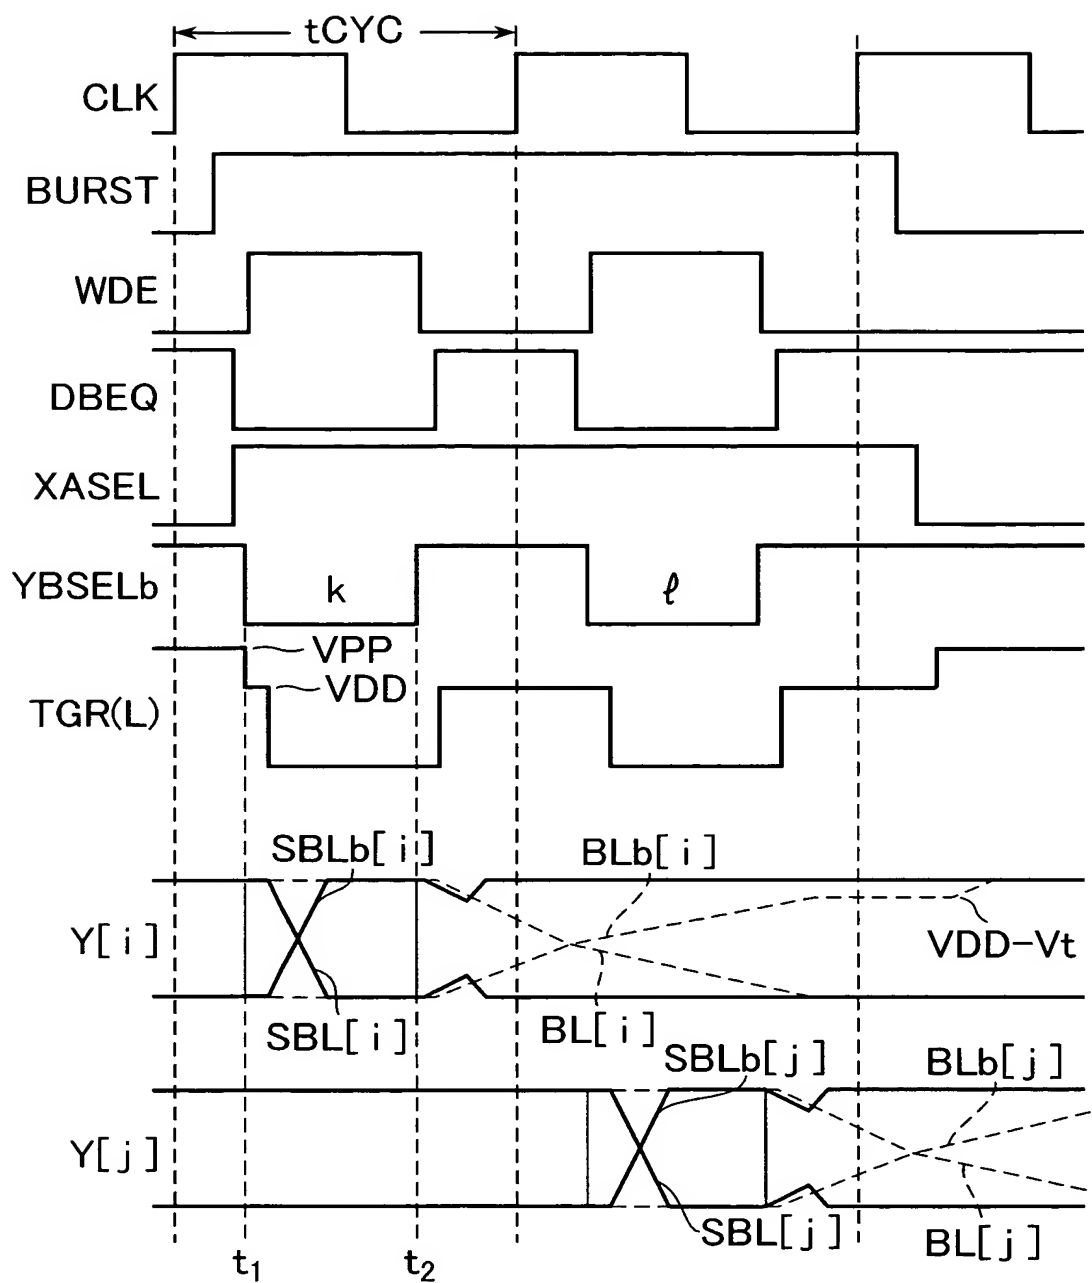 tCYC
CLK
BURST
WDE
DBEQ
XASEL
YBSELb
k
ℓ
VPP
VDD
TGR(L)
SBLb[i]
BLb[i]
Y[i]
VDD-Vt
SBL[i]
BL[i]
SBLb[j]
BLb[j]
Y[j]
SBL[j]
BL[j]
t1
t2